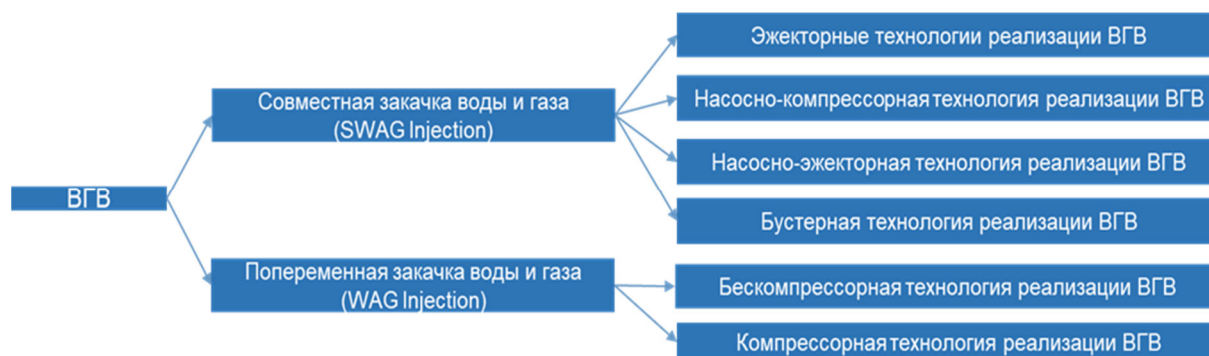 ВГВ
Совместная закачка воды и газа
(SWAG Injection)
Попеременная закачка воды и газа
(WAG Injection)
Эжекторные технологии реализации ВГВ
Насосно-компрессорная технология реализации ВГВ
Насосно-эжекторная технология реализации ВГВ
Бустерная технология реализации ВГВ
Бескомпрессорная технология реализации ВГВ
Компрессорная технология реализации ВГВ